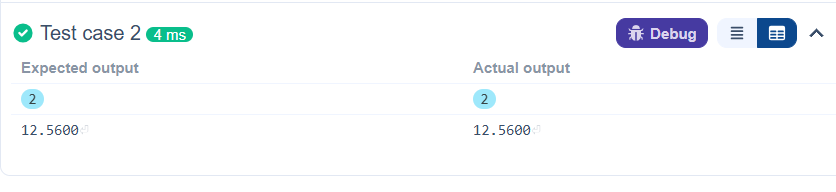 Test case 2 4 ms Debug
Expected output Actual output
2 2
12.5600 12.5600